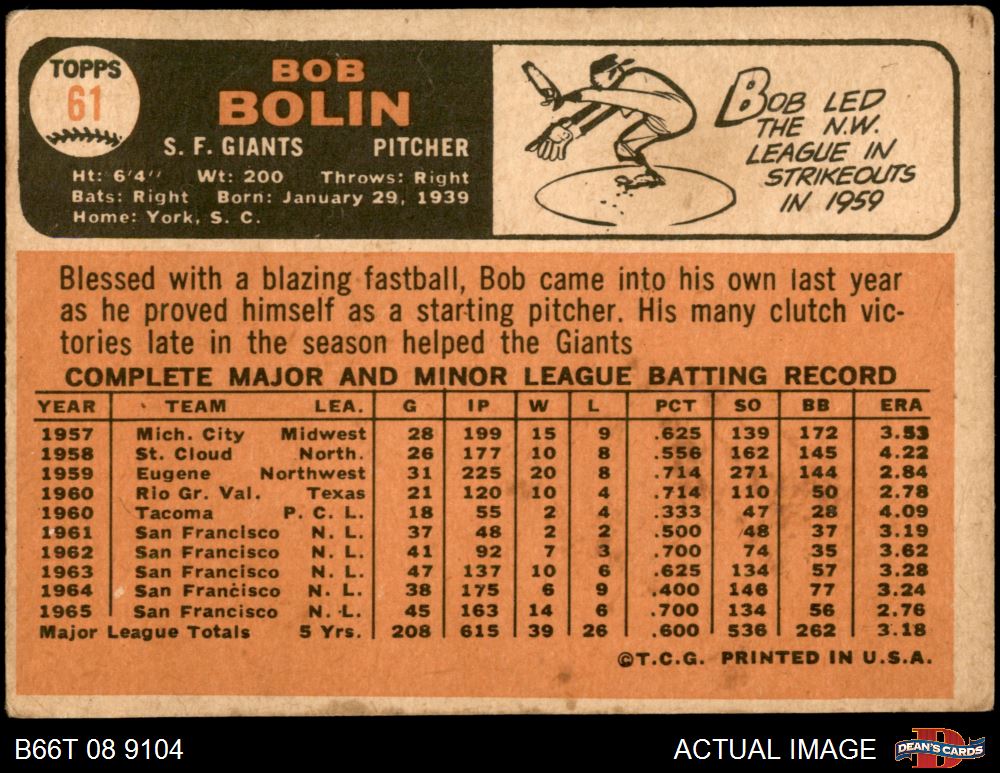 TOPPS
61
BOB
BOLIN
S. F. GIANTS PITCHER
Ht: 6'4" Wt: 200 Throws: Right
Bats: Right Born: January 29, 1939
Home: York, S. C.
BOB LED
THE N.W.
LEAGUE IN
STRIKEOUTS
IN 1959
Blessed with a blazing fastball, Bob came into his own last year
as he proved himself as a starting pitcher. His many clutch vic-
tories late in the season helped the Giants
COMPLETE MAJOR AND MINOR LEAGUE BATTING RECORD
YEAR TEAM LEA. G IP W L PCT SO BB ERA
1957 Mich. City Midwest 28 199 15 9 .625 139 172 3.53
1958 St. Cloud North. 26 177 10 8 .556 162 145 4.22
1959 Eugene Northwest 31 225 20 8 .714 271 144 2.84
1960 Rio Gr. Val. Texas 21 120 10 4 .714 110 50 2.78
1960 Tacoma P. C. L. 18 55 2 4 .333 47 28 4.09
1961 San Francisco N. L. 37 48 2 2 .500 48 37 3.19
1962 San Francisco N. L. 41 92 7 3 .700 74 35 3.62
1963 San Francisco N. L. 47 137 10 6 .625 134 57 3.28
1964 San Francisco N. L. 38 175 6 9 .400 146 77 3.24
1965 San Francisco N. L. 45 163 14 6 .700 134 56 2.76
Major League Totals 5 Yrs. 208 615 39 26 .600 536 262 3.18
©T.C.G. PRINTED IN U.S.A.
B66T 08 9104 ACTUAL IMAGE
D
DEAN'S CARDS